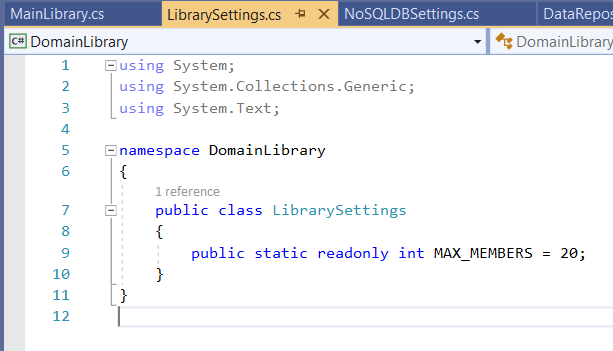 MainLibrary.cs LibrarySettings.cs NoSQLDBSettings.cs DataRepos
C# DomainLibrary DomainLibrary
1 using System;
2 using System.Collections.Generic;
3 using System.Text;
4
5 namespace DomainLibrary
6 {
1 reference
7 public class LibrarySettings
8 {
9 public static readonly int MAX_MEMBERS = 20;
10 }
11 }
12